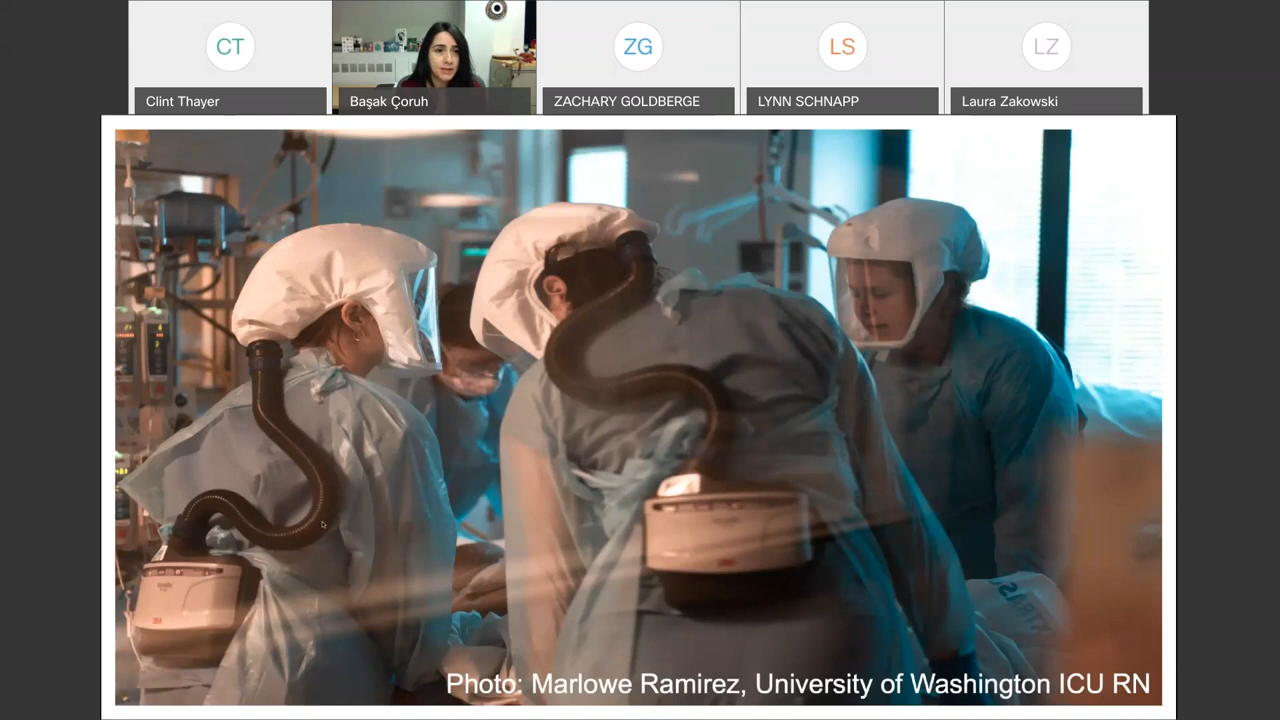 CT
ZG
LS
LZ
Clint Thayer
Başak Çoruh
ZACHARY GOLDBERGE
LYNN SCHNAPP
Laura Zakowski
3M
3M
Photo: Marlowe Ramirez, University of Washington ICU RN